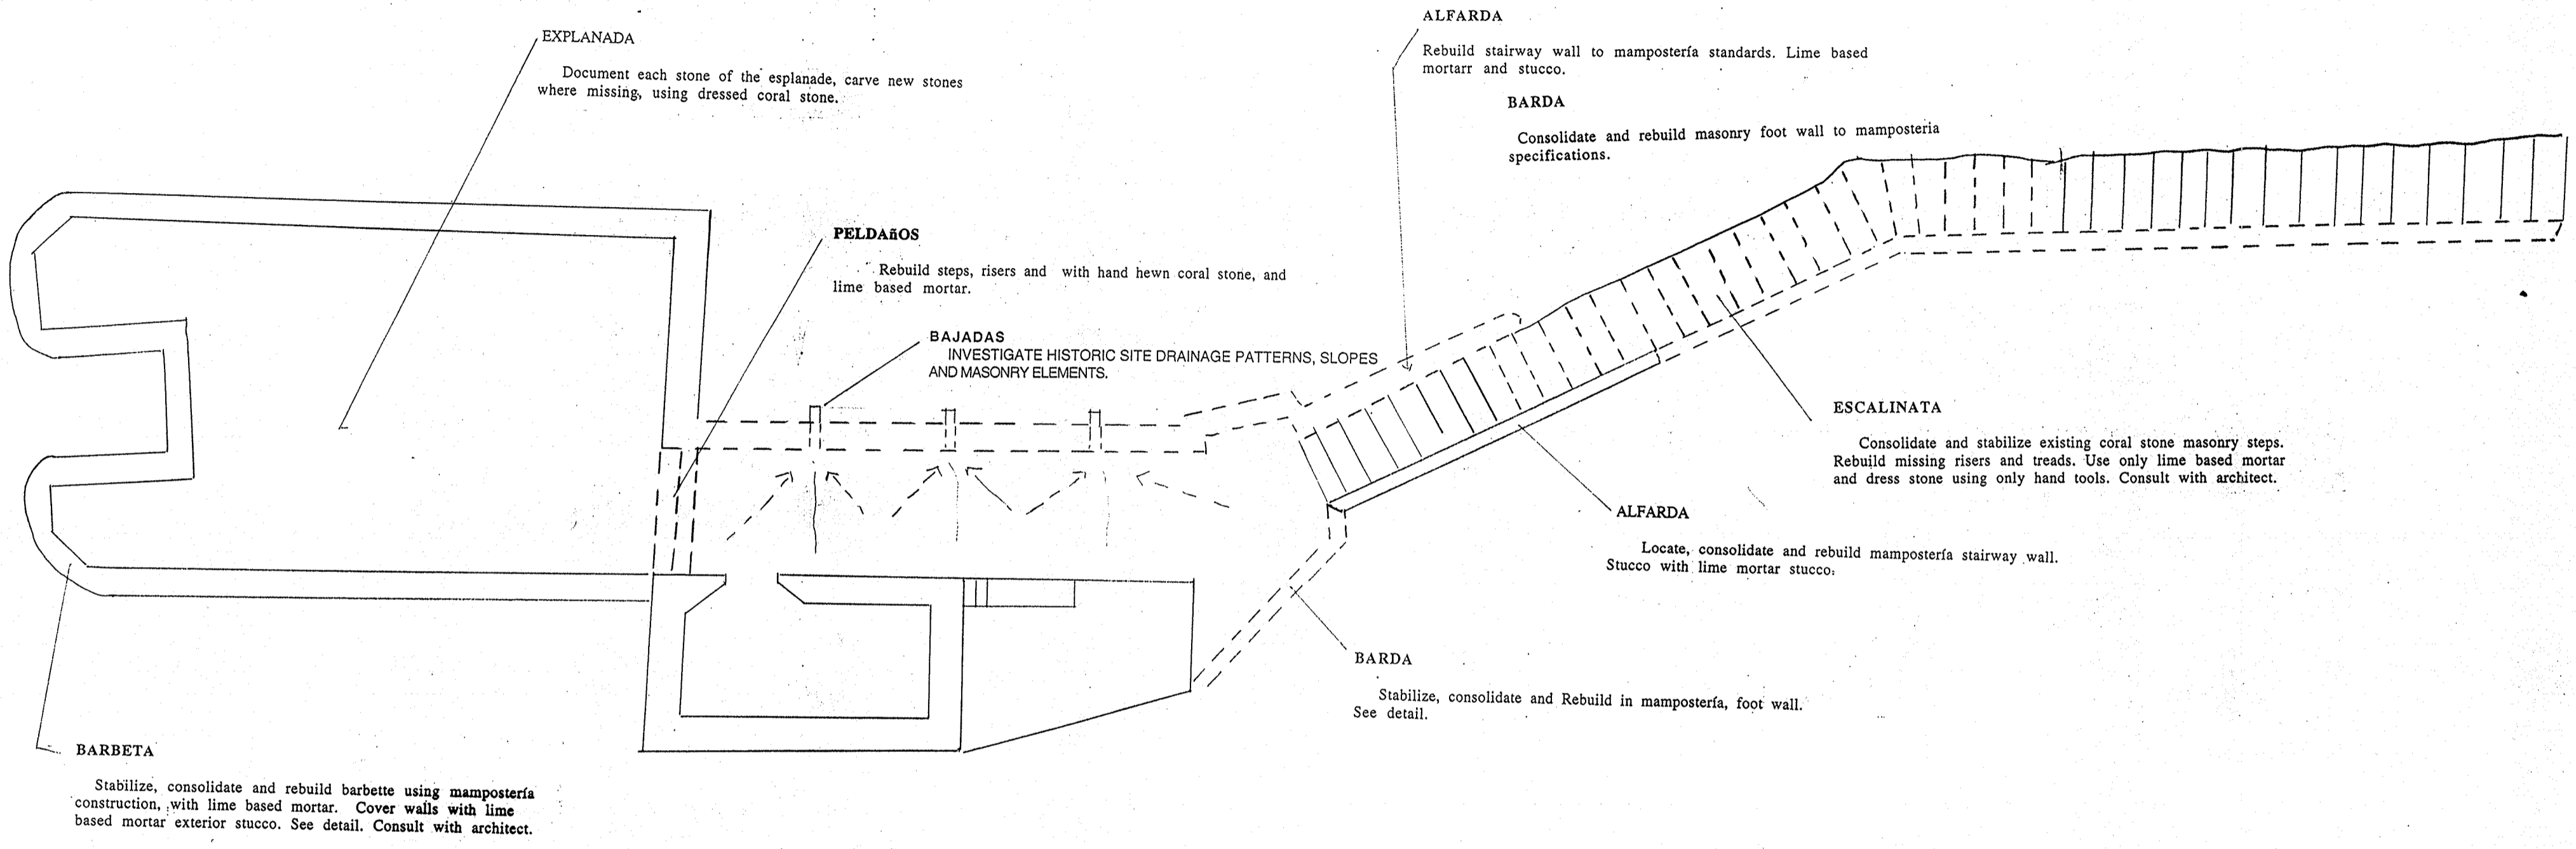 EXPLANADA
Document each stone of the esplanade, carve new stones
where missing, using dressed coral stone.
ALFARDA
Rebuild stairway wall to mampostería standards. Lime based
mortarr and stucco.
BARDA
Consolidate and rebuild masonry foot wall to mamposteria
specifications.
PELDAñOS
Rebuild steps, risers and with hand hewn coral stone, and
lime based mortar.
BAJADAS
INVESTIGATE HISTORIC SITE DRAINAGE PATTERNS, SLOPES
AND MASONRY ELEMENTS.
ESCALINATA
Consolidate and stabilize existing coral stone masonry steps.
Rebuild missing risers and treads. Use only lime based mortar
and dress stone using only hand tools. Consult with architect.
ALFARDA
Locate, consolidate and rebuild mampostería stairway wall.
Stucco with lime mortar stucco.
BARDA
Stabilize, consolidate and Rebuild in mampostería, foot wall.
See detail.
BARBETA
Stabilize, consolidate and rebuild barbette using mampostería
construction, with lime based mortar. Cover walls with lime
based mortar exterior stucco. See detail. Consult with architect.